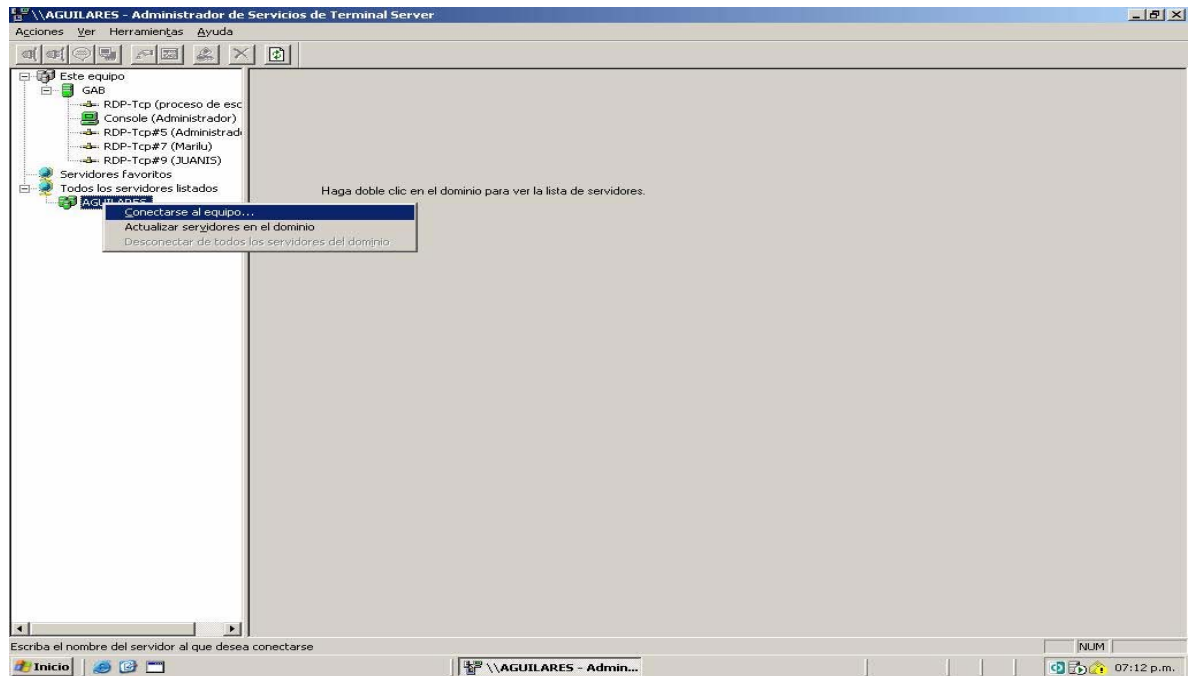 \\AGUILARES - Administrador de Servicios de Terminal Server
Acciones Ver Herramientas Ayuda
Este equipo
GAB
RDP-Tcp (proceso de esc
Console (Administrador)
RDP-Tcp#5 (Administrad
RDP-Tcp#7 (Marilu)
RDP-Tcp#9 (JUANIS)
Servidores favoritos
Todos los servidores listados
AGUILARES
Haga doble clic en el dominio para ver la lista de servidores.
Conectarse al equipo...
Actualizar servidores en el dominio
Desconectar de todos los servidores del dominio
Escriba el nombre del servidor al que desea conectarse
NUM
Inicio
\\AGUILARES - Admin...
07:12 p.m.